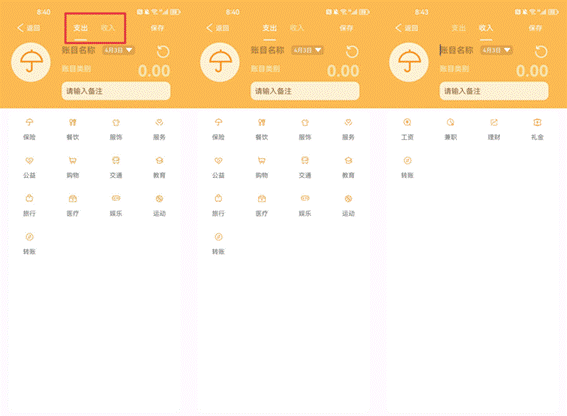 8:40
返回 支出 收入 保存
账目名称 4月3日
账目类别 0.00
请输入备注
保险 餐饮 服饰 服务
公益 购物 交通 教育
旅行 医疗 娱乐 运动
转账
8:40
返回 支出 收入 保存
账目名称 4月3日
账目类别 0.00
请输入备注
保险 餐饮 服饰 服务
公益 购物 交通 教育
旅行 医疗 娱乐 运动
转账
8:43
返回 支出 收入 保存
账目名称 4月3日
账目类别 0.00
请输入备注
工资 兼职 理财 礼金
转账